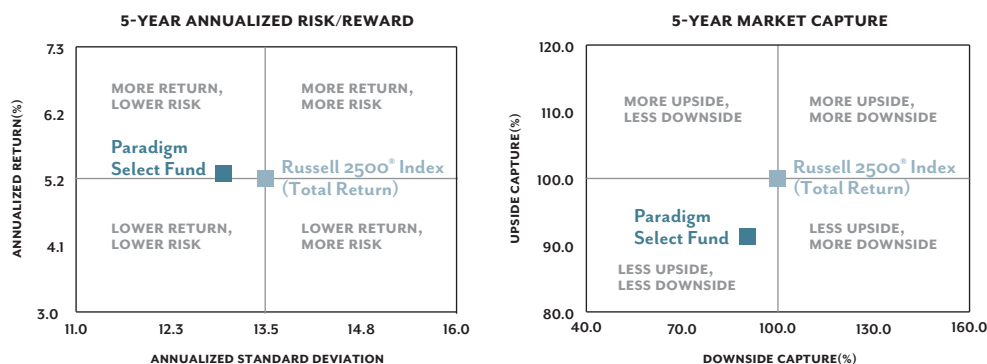 5-YEAR ANNUALIZED RISK/REWARD
7.3
6.2
5.2
4.1
3.0
ANNUALIZED RETURN(%)
MORE RETURN,
LOWER RISK
MORE RETURN,
MORE RISK
Paradigm
Select Fund
Russell 2500® Index
(Total Return)
LOWER RETURN,
LOWER RISK
LOWER RETURN,
MORE RISK
11.0 12.3 13.5 14.8 16.0
ANNUALIZED STANDARD DEVIATION
5-YEAR MARKET CAPTURE
120.0
110.0
100.0
90.0
80.0
UPSIDE CAPTURE(%)
MORE UPSIDE,
LESS DOWNSIDE
MORE UPSIDE,
MORE DOWNSIDE
Russell 2500® Index
(Total Return)
Paradigm
Select Fund
LESS UPSIDE,
MORE DOWNSIDE
LESS UPSIDE,
LESS DOWNSIDE
40.0 70.0 100.0 130.0 160.0
DOWNSIDE CAPTURE(%)